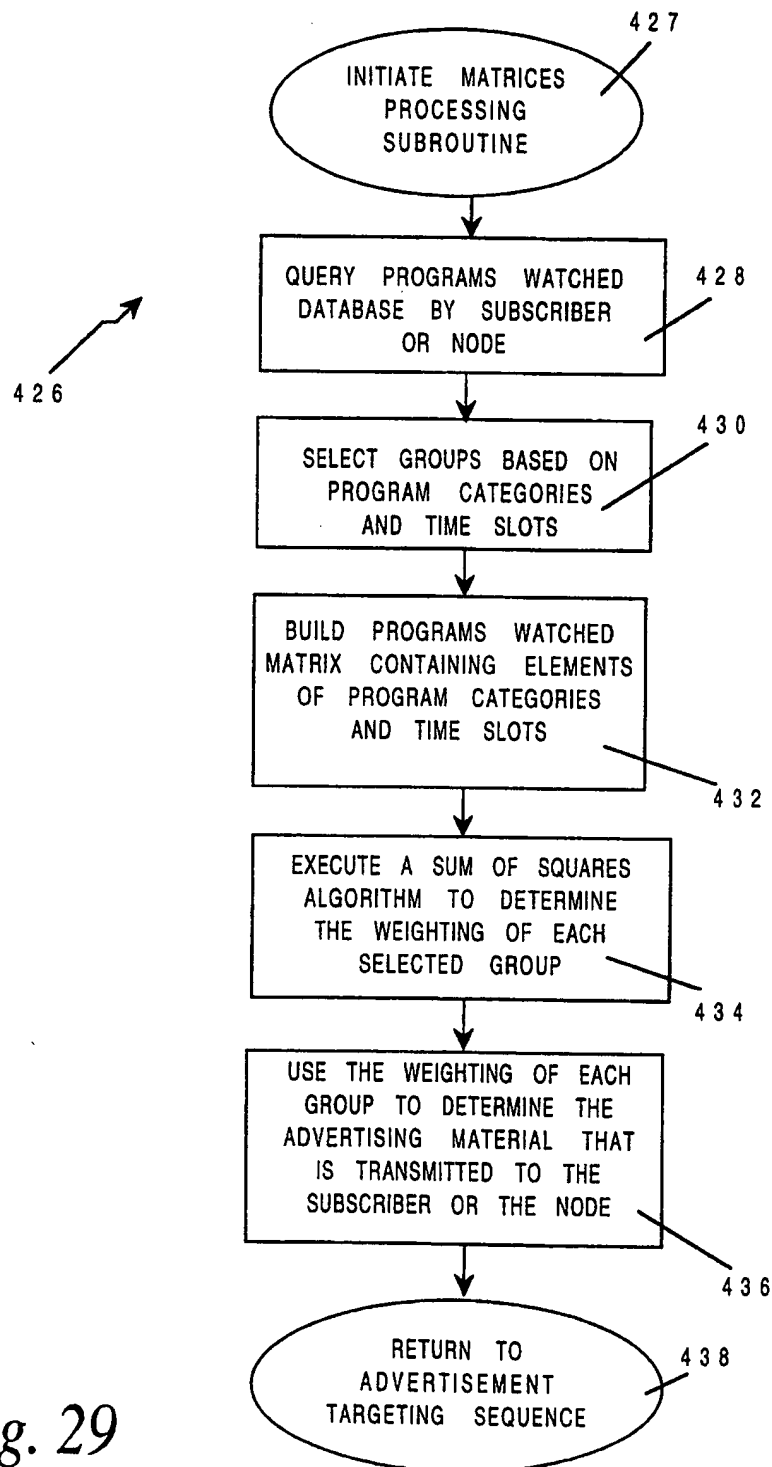 427
INITIATE MATRICES
PROCESSING
SUBROUTINE
QUERY PROGRAMS WATCHED
DATABASE BY SUBSCRIBER
OR NODE
428
426
430
SELECT GROUPS BASED ON
PROGRAM CATEGORIES
AND TIME SLOTS
BUILD PROGRAMS WATCHED
MATRIX CONTAINING ELEMENTS
OF PROGRAM CATEGORIES
AND TIME SLOTS
432
EXECUTE A SUM OF SQUARES
ALGORITHM TO DETERMINE
THE WEIGHTING OF EACH
SELECTED GROUP
434
USE THE WEIGHTING OF EACH
GROUP TO DETERMINE THE
ADVERTISING MATERIAL THAT
IS TRANSMITTED TO THE
SUBSCRIBER OR THE NODE
436
RETURN TO
ADVERTISEMENT
TARGETING SEQUENCE
438
g. 29